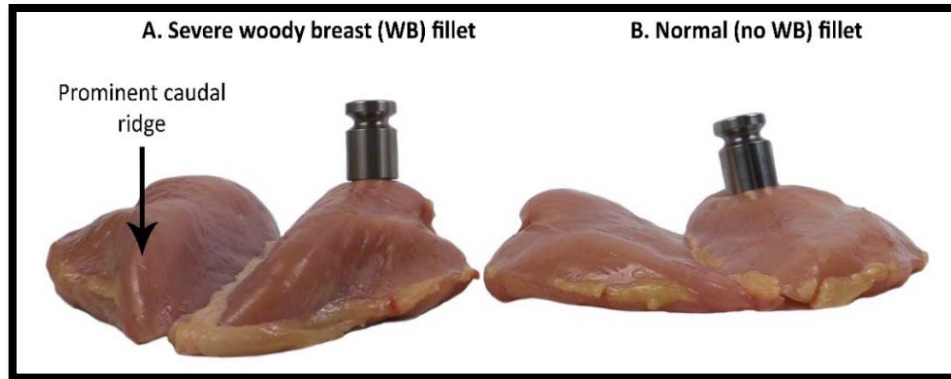 A. Severe woody breast (WB) fillet
B. Normal (no WB) fillet
Prominent caudal
ridge